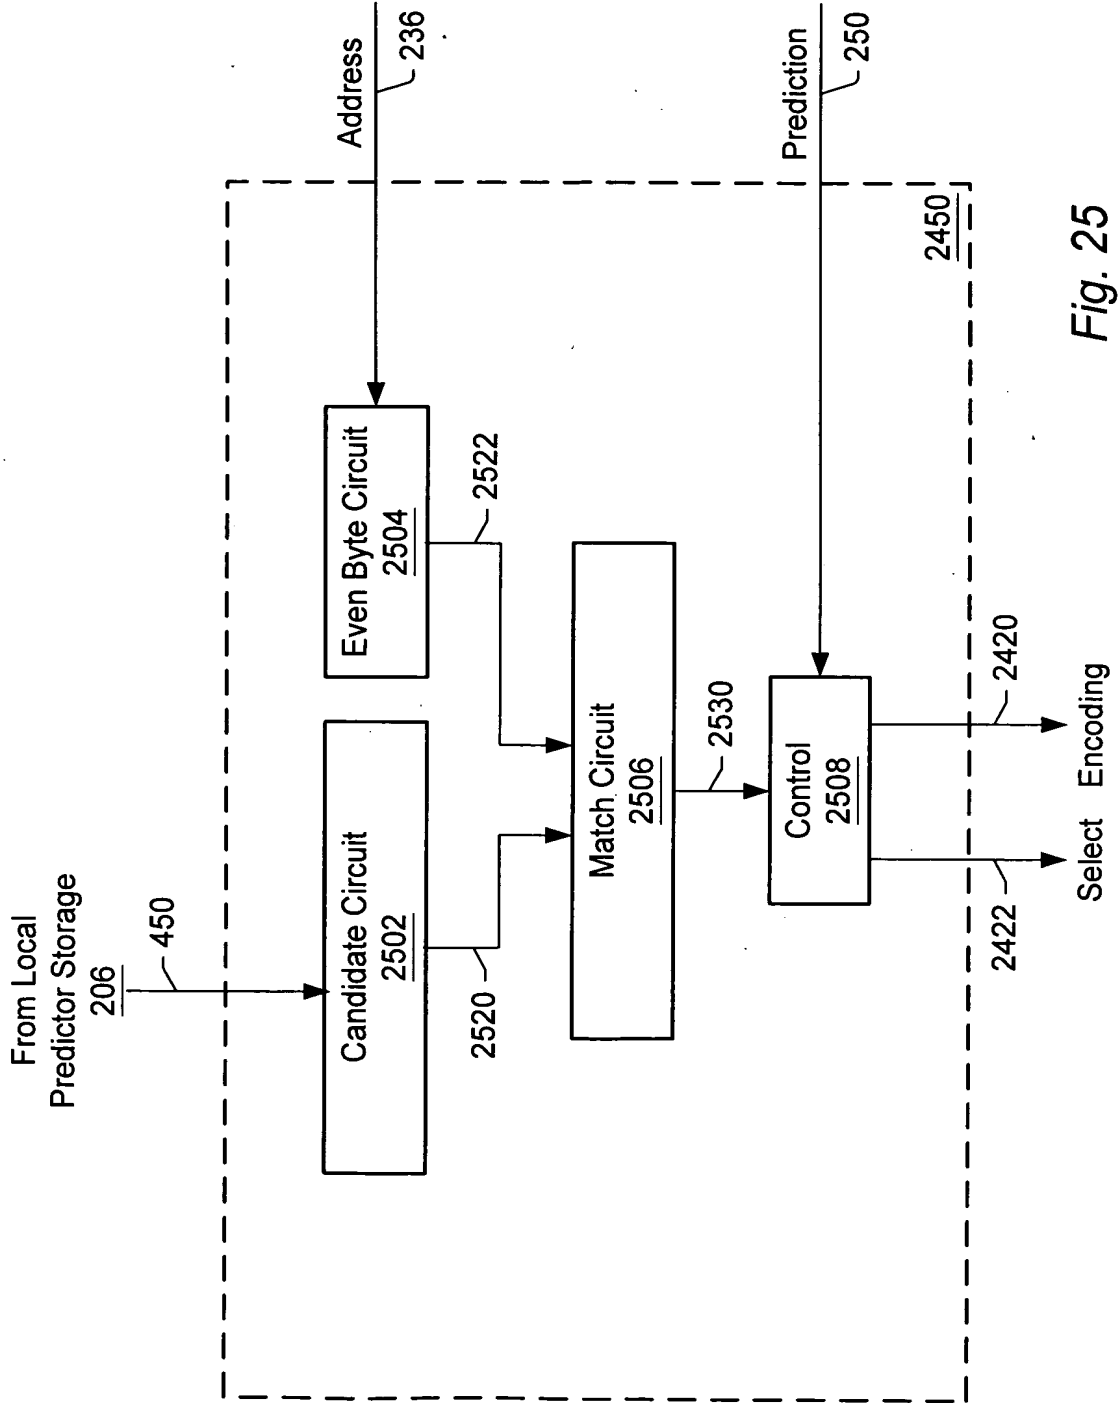 From Local
Predictor Storage
206
450
Address
236
Candidate Circuit
2502
Even Byte Circuit
2504
2520
2522
Match Circuit
2506
2530
Prediction
250
Control
2508
2422
2420
Select
Encoding
2450
Fig. 25